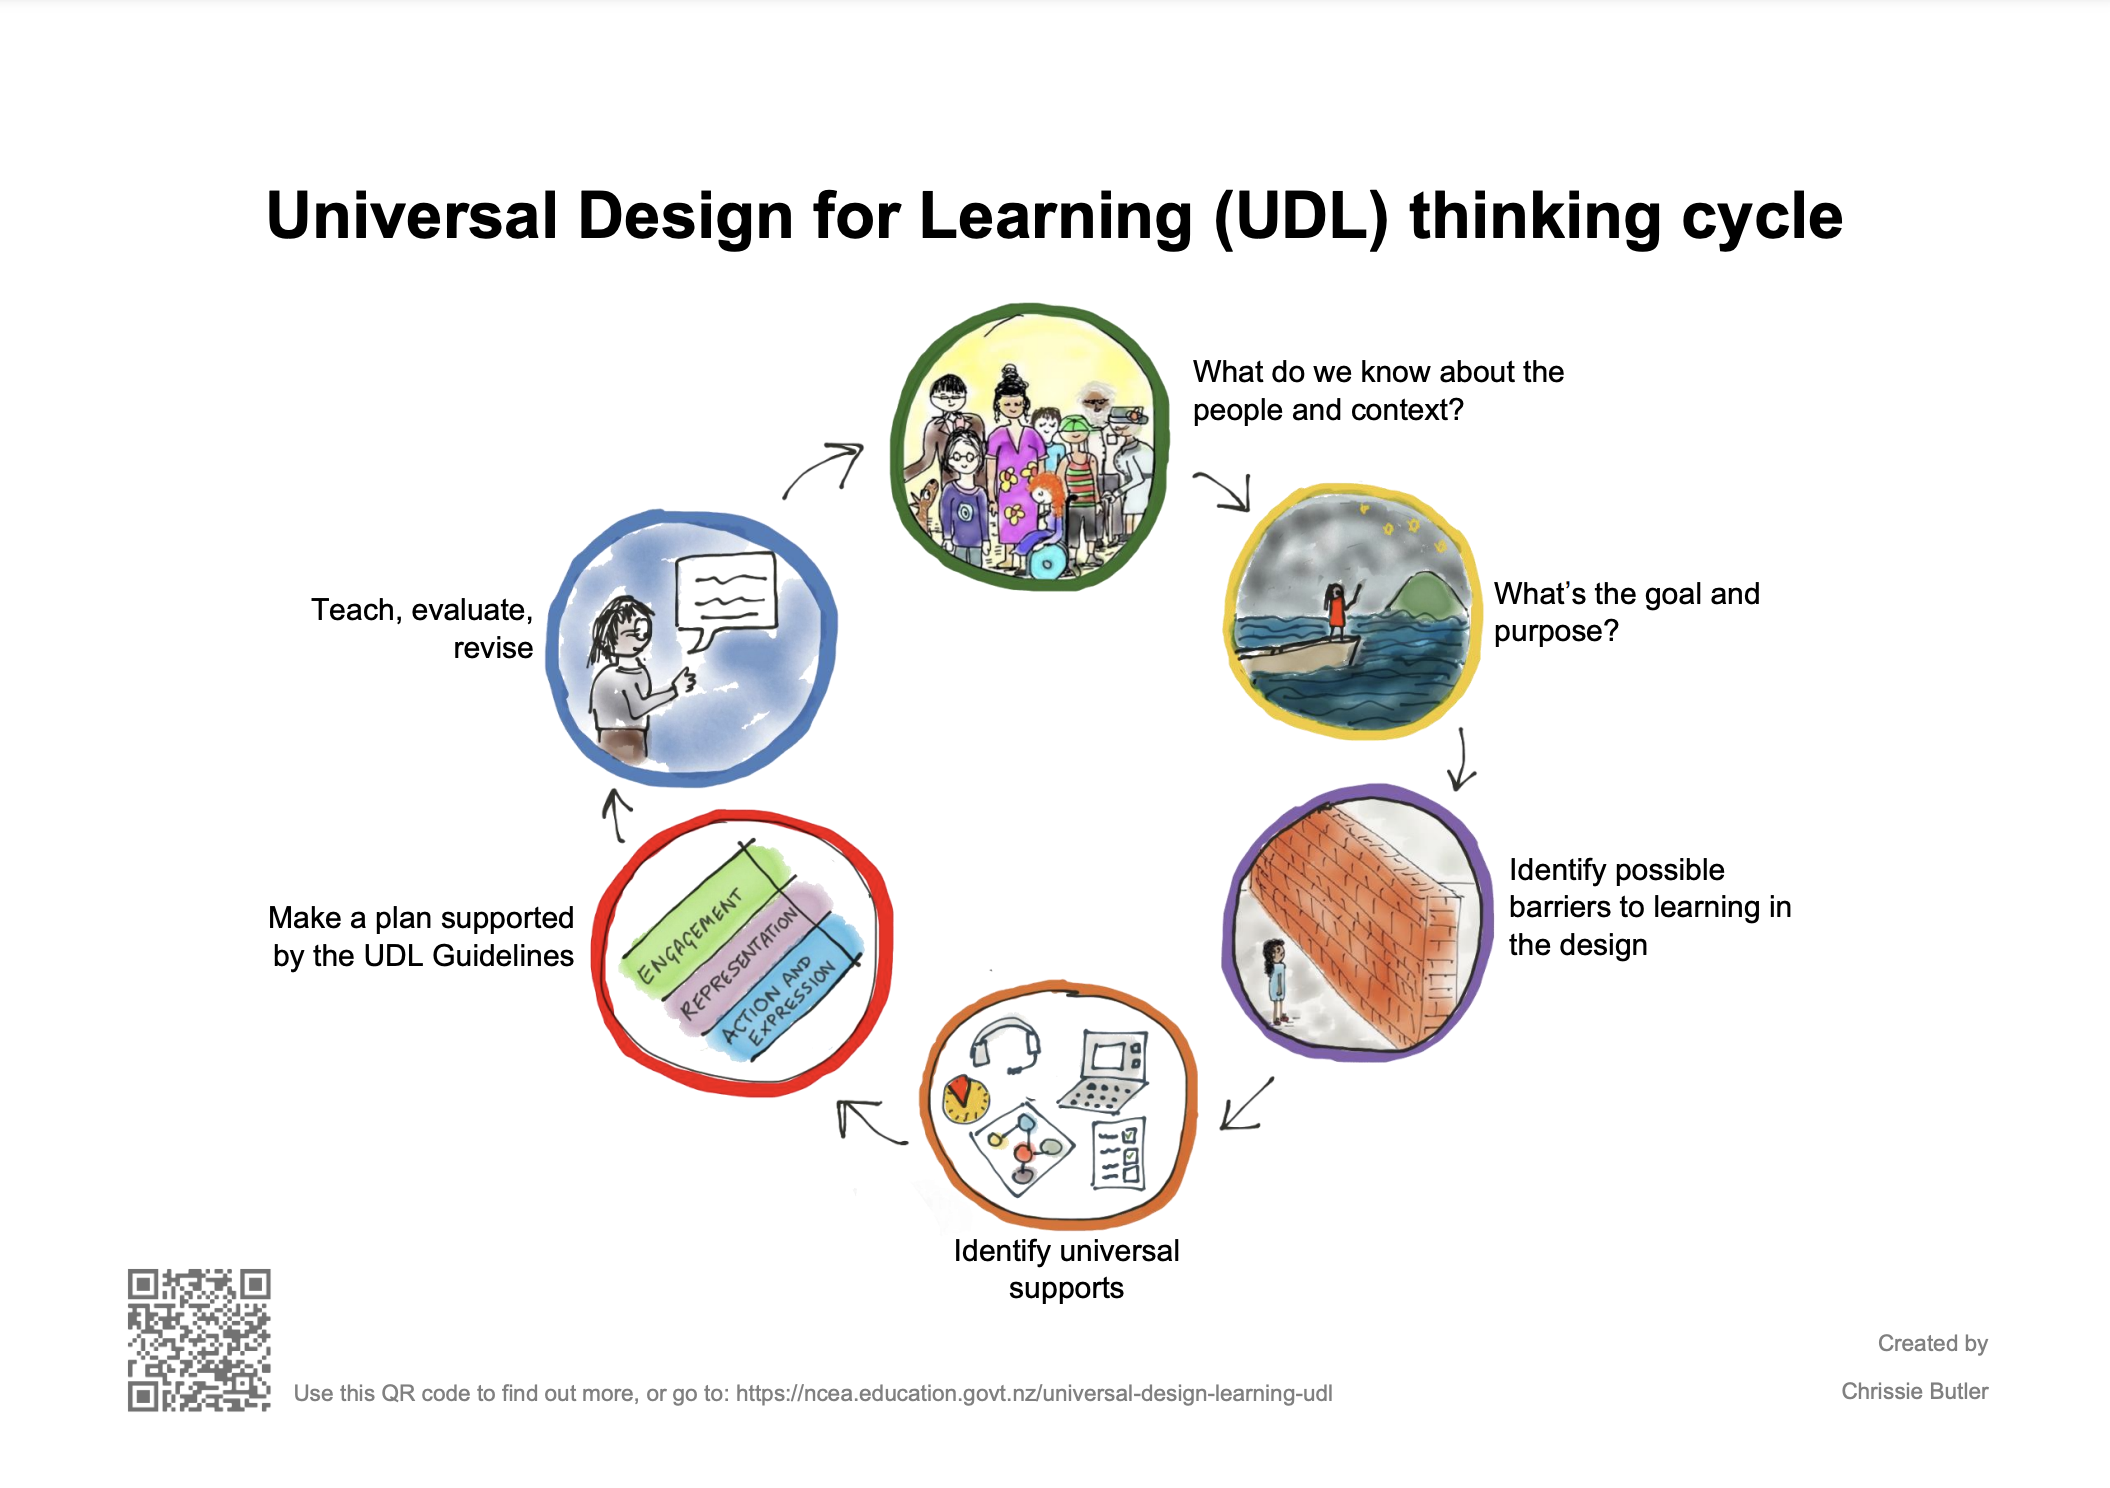 Universal Design for Learning (UDL) thinking cycle
What do we know about the
people and context?
What's the goal and
purpose?
Identify possible
barriers to learning in
the design
Identify universal
supports
Make a plan supported
by the UDL Guidelines
ENGAGEMENT
REPRESENTATION
ACTION AND
EXPRESSION
Teach, evaluate,
revise
Use this QR code to find out more, or go to: https://ncea.education.govt.nz/universal-design-learning-udl
Created by
Chrissie Butler